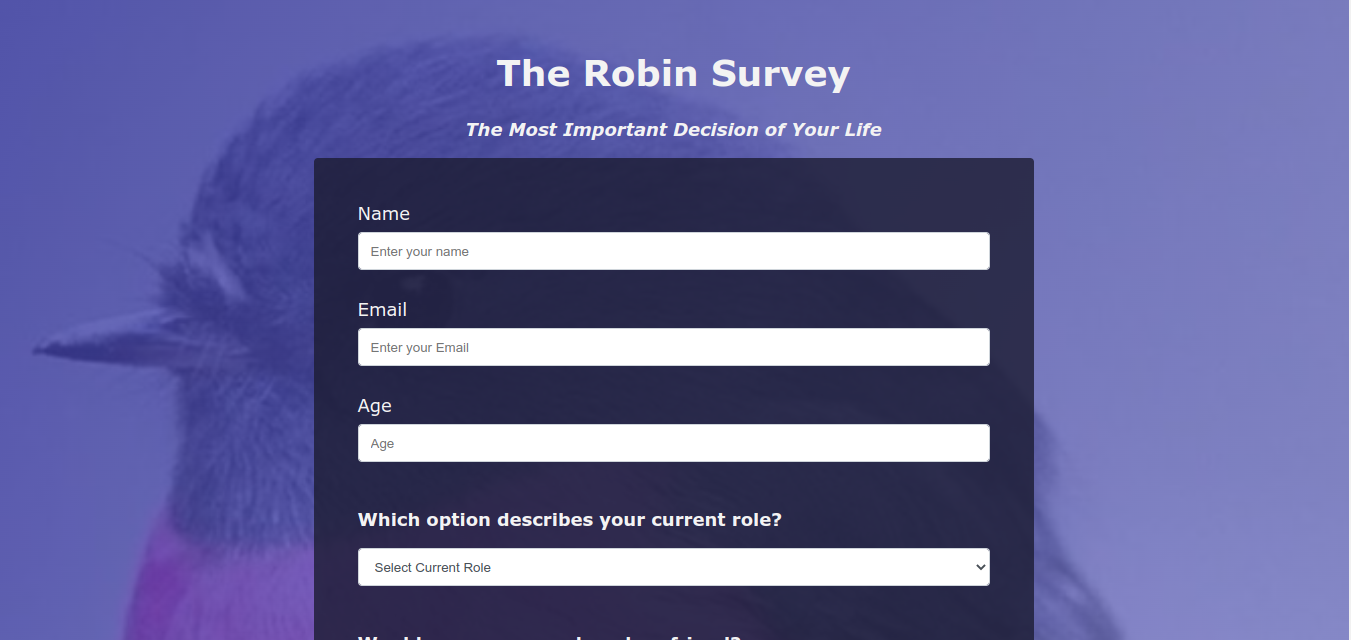 The Robin Survey
The Most Important Decision of Your Life
Name
Enter your name
Email
Enter your Email
Age
Age
Which option describes your current role?
Select Current Role